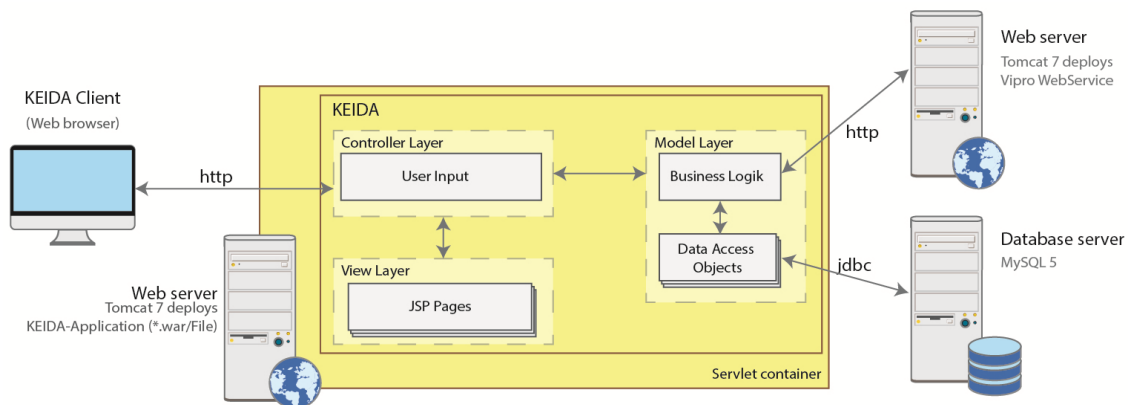 KEIDA Client
(Web browser)
http
Web server
Tomcat 7 deploys
KEIDA-Application (*.war/File)
KEIDA
Controller Layer
User Input
View Layer
JSP Pages
Model Layer
Business Logik
Data Access
Objects
Servlet container
http
jdbc
Web server
Tomcat 7 deploys
Vipro WebService
Database server
MySQL 5